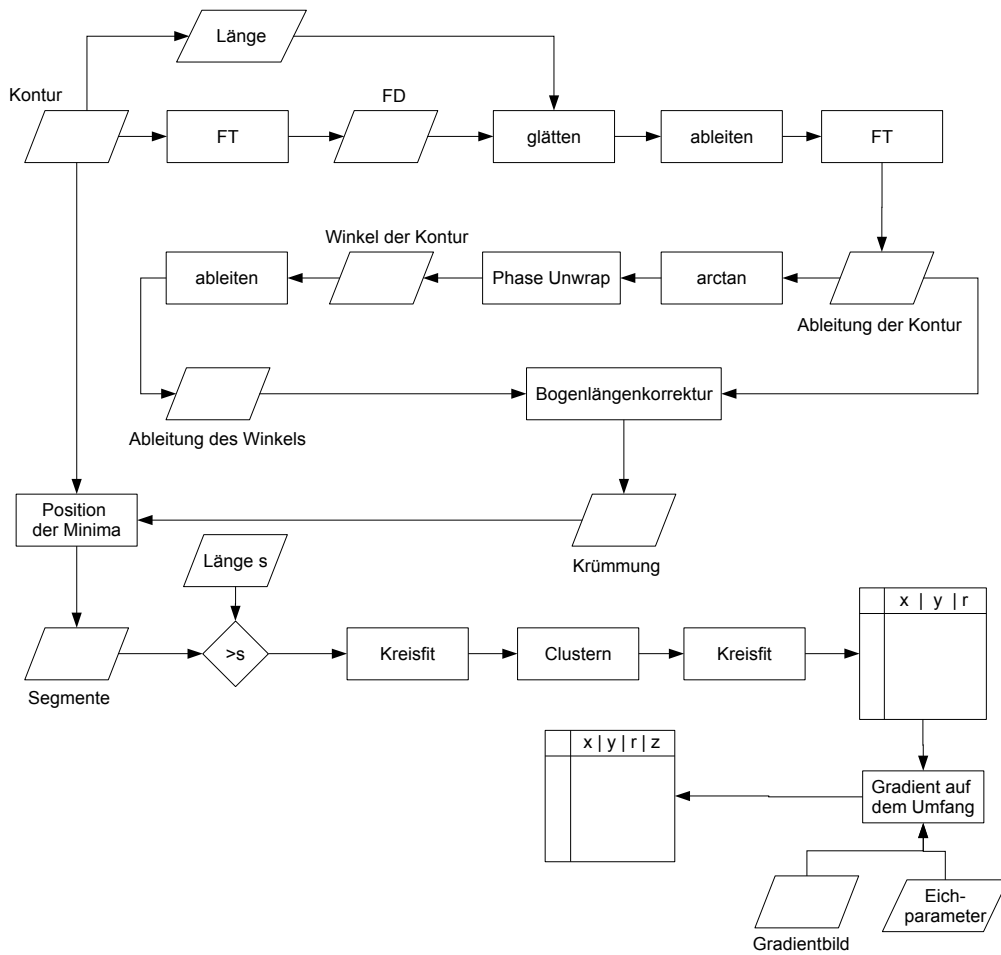 Länge
Kontur
FD
FT
glätten
ableiten
FT
Winkel der Kontur
ableiten
Phase Unwrap
arctan
Ableitung der Kontur
Bogenlängenkorrektur
Ableitung des Winkels
Position
der Minima
Krümmung
Länge s
x | y | r
>s
Kreisfit
Clustern
Kreisfit
Segmente
x | y | r | z
Gradient auf
dem Umfang
Eich-
parameter
Gradientbild